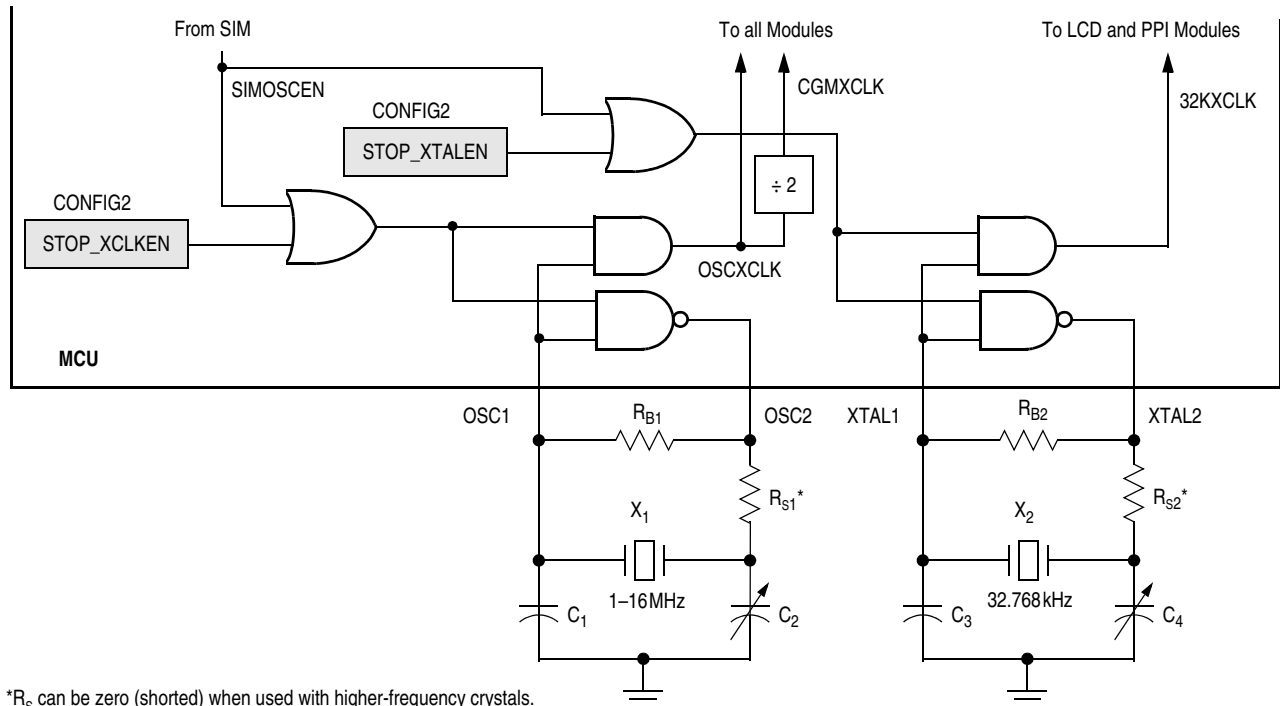 From SIM
To all Modules
To LCD and PPI Modules
SIMOSCEN
CGMXCLK
32KXCLK
CONFIG2
STOP_XTALEN
÷ 2
CONFIG2
STOP_XCLKEN
OSCXCLK
MCU
OSC1
RB1
OSC2
XTAL1
RB2
XTAL2
RS1*
RS2*
X1
X2
1–16MHz
32.768kHz
C1
C2
C3
C4
*RS can be zero (shorted) when used with higher-frequency crystals.